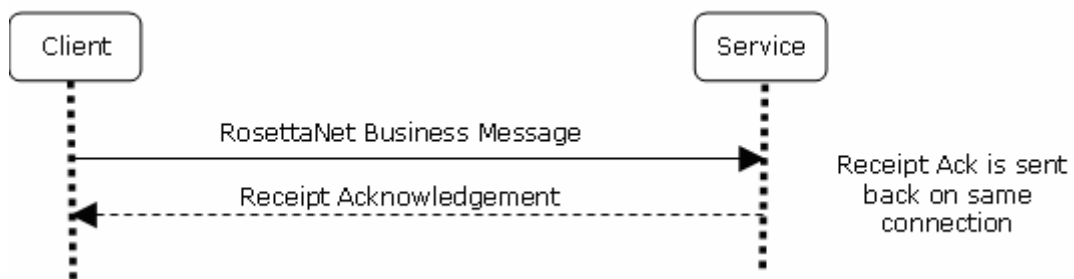 Client
Service
RosettaNet Business Message
Receipt Acknowledgement
Receipt Ack is sent
back on same
connection